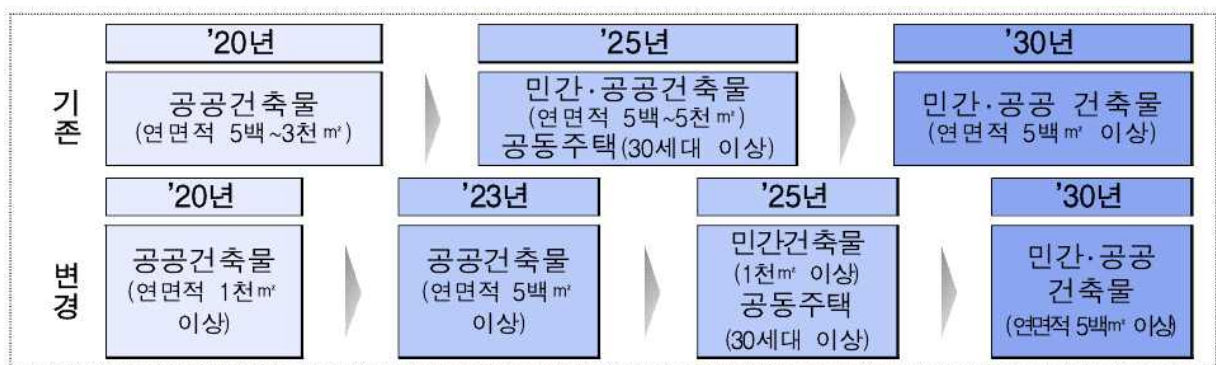 기존
'20년
공공건축물
(연면적 5백~3천㎡)
'25년
민간·공공건축물
(연면적 5백~5천㎡)
공동주택(30세대 이상)
'30년
민간·공공 건축물
(연면적 5백㎡ 이상)
변경
'20년
공공건축물
(연면적 1천㎡
이상)
'23년
공공건축물
(연면적 5백㎡
이상)
'25년
민간건축물
(1천㎡ 이상)
공동주택
(30세대 이상)
'30년
민간·공공
건축물
(연면적 5백㎡ 이상)